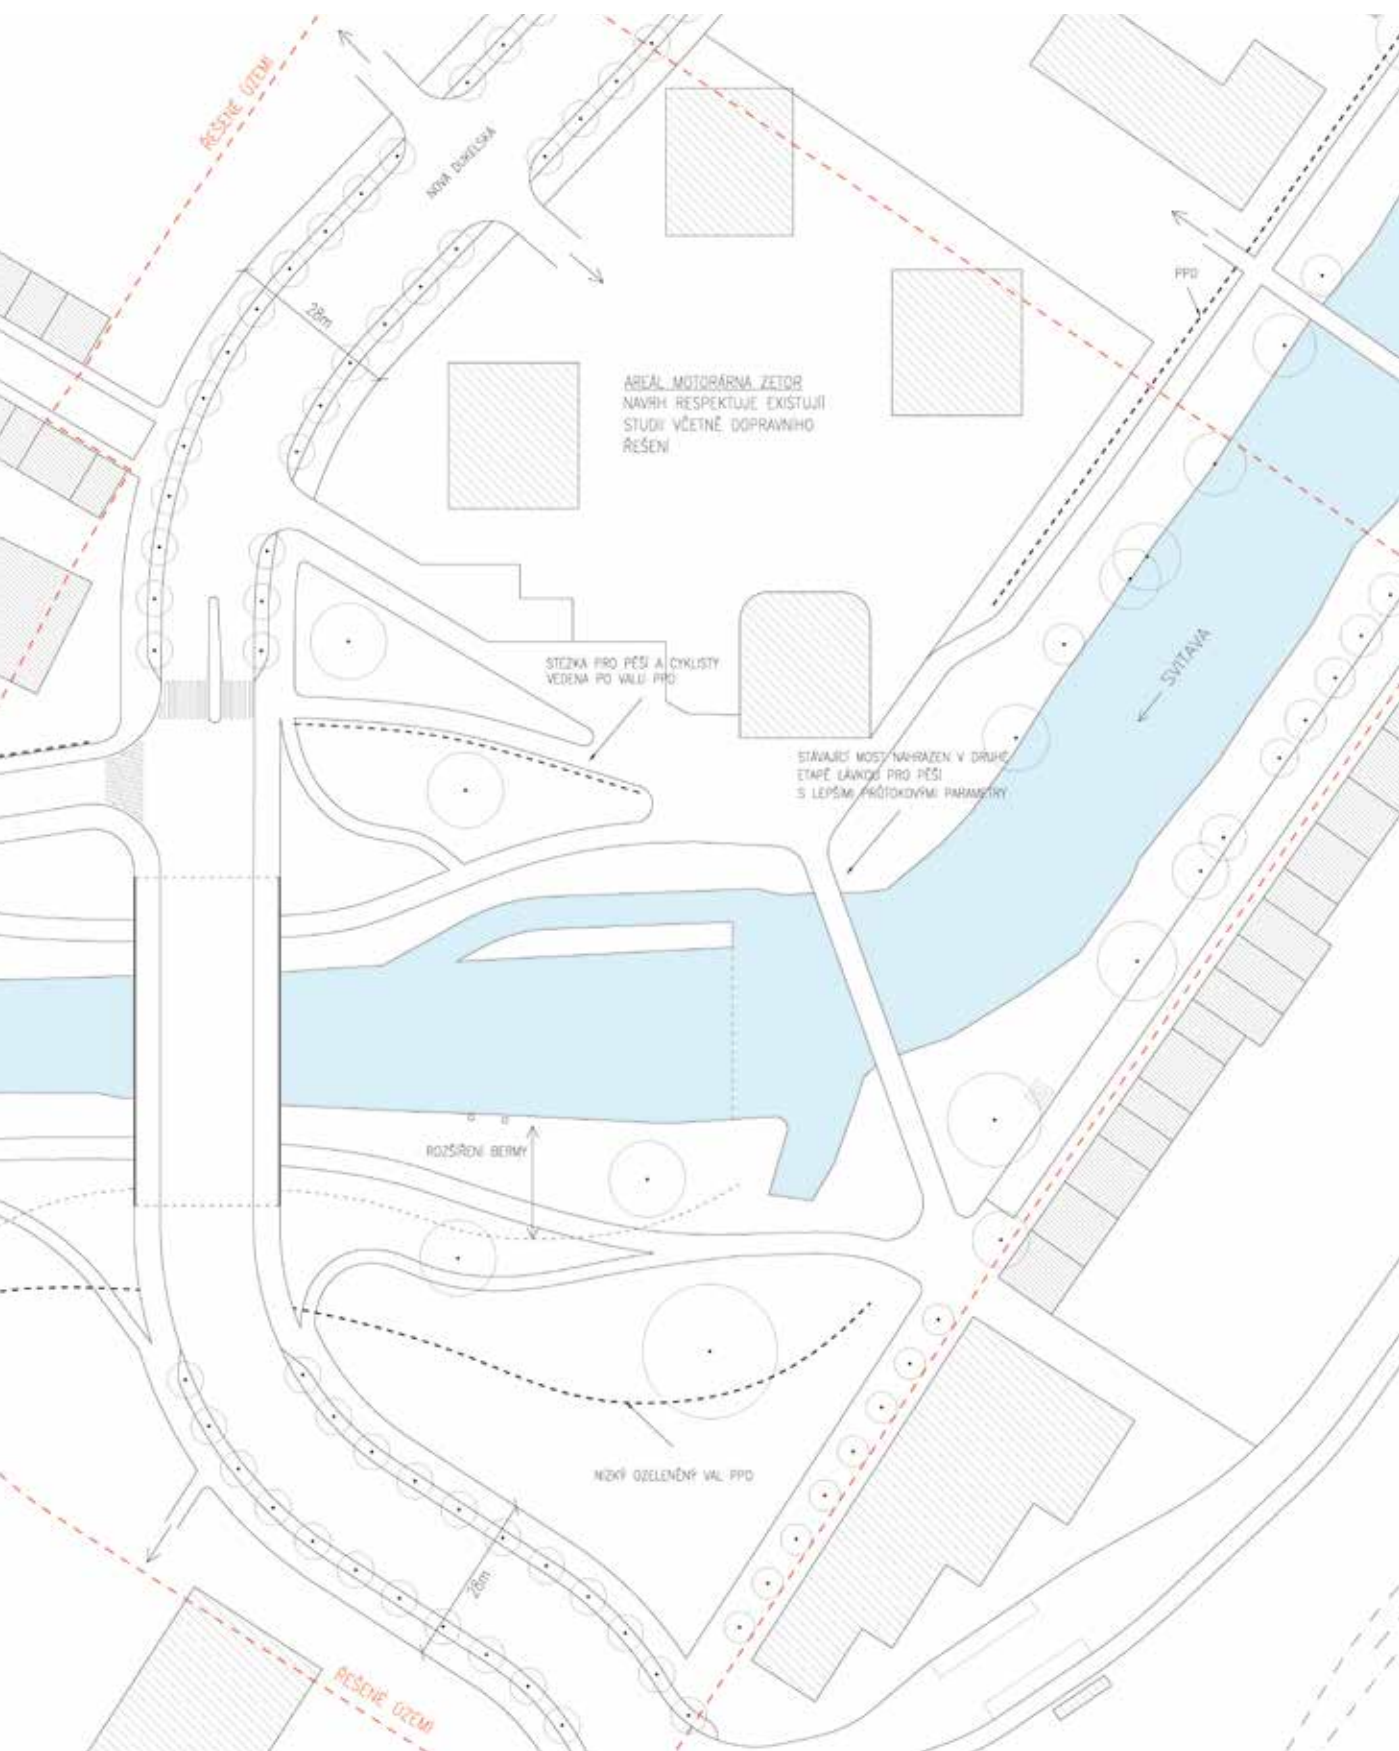 ŘEŠENÉ ÚZEMÍ
NOVÁ DUKELSKÁ
28m
PPO
AREÁL MOTORÁRNA ZETOR
NÁVRH RESPEKTUJE EXISTUJÍ
STUDII VČETNĚ DOPRAVNÍHO
ŘEŠENÍ
STEZKA PRO PĚŠÍ A CYKLISTY
VEDENA PO VALU PPO
SVITAVA
STÁVAJÍCÍ MOST NAHRAZEN V DRUHÉ
ETAPĚ LÁVKOU PRO PĚŠÍ
S LEPŠÍMI PRŮTOKOVÝMI PARAMETRY
ROZŠÍŘENÍ BERMY
NÍZKÝ OZELENĚNÝ VAL PPO
28m
ŘEŠENÉ ÚZEMÍ